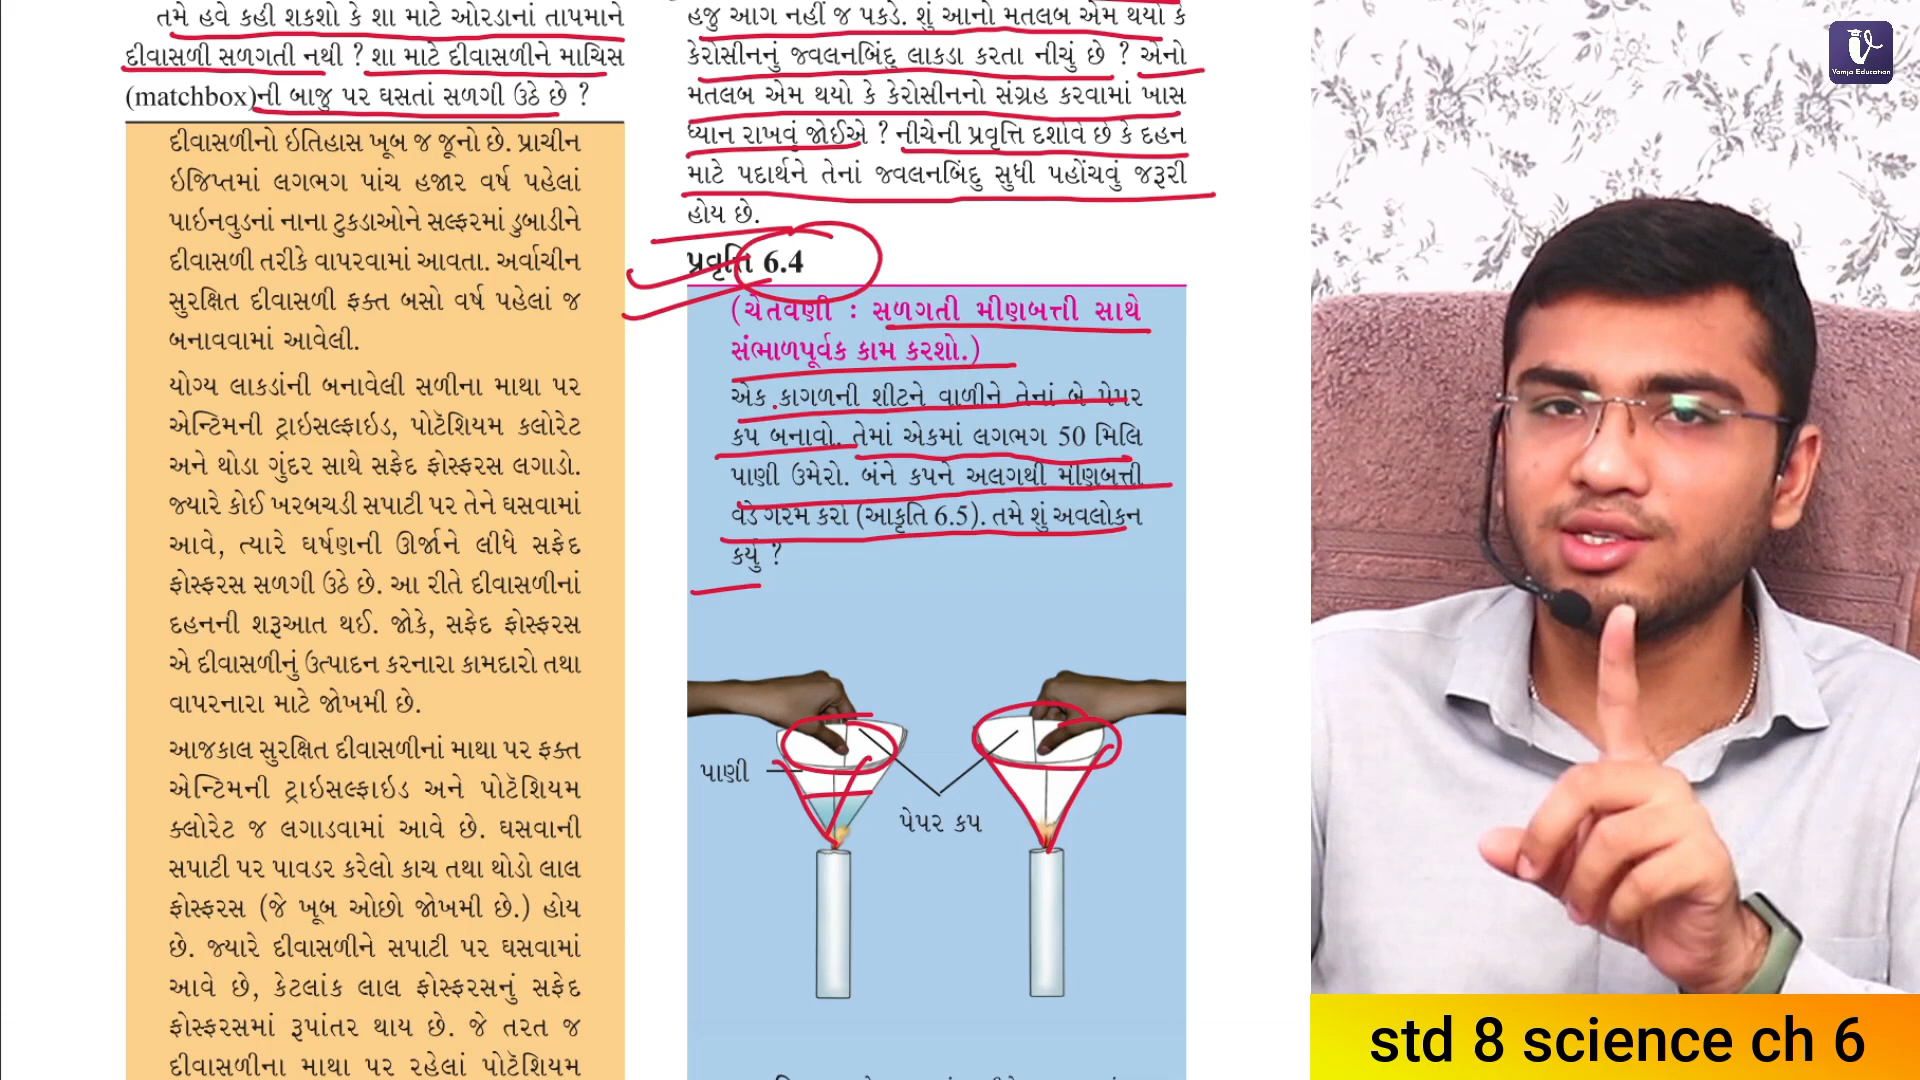 તમે હવે કહી શકશો કે શા માટે ઓરડાનાં તાપમાને
દીવાસળી સળગતી નથી ? શા માટે દીવાસળીને માચિસ
(matchbox)ની બાજુ પર ઘસતાં સળગી ઉઠે છે ?
દીવાસળીનો ઇતિહાસ ખૂબ જ જૂનો છે. પ્રાચીન
ઇજિપ્તમાં લગભગ પાંચ હજાર વર્ષ પહેલાં
પાઇનવુડનાં નાના ટુકડાઓને સલ્ફરમાં ડુબાડીને
દીવાસળી તરીકે વાપરવામાં આવતા. અર્વાચીન
સુરક્ષિત દીવાસળી ફક્ત બસો વર્ષ પહેલાં જ
બનાવવામાં આવેલી.
યોગ્ય લાકડાંની બનાવેલી સળીના માથા પર
એન્ટિમની ટ્રાઇસલ્ફાઇડ, પોટૅશિયમ ક્લોરેટ
અને થોડા ગુંદર સાથે સફેદ ફોસ્ફરસ લગાડો.
જ્યારે કોઈ ખરબચડી સપાટી પર તેને ઘસવામાં
આવે, ત્યારે ઘર્ષણની ઊર્જાને લીધે સફેદ
ફોસ્ફરસ સળગી ઉઠે છે. આ રીતે દીવાસળીનાં
દહનની શરૂઆત થઈ. જોકે, સફેદ ફોસ્ફરસ
એ દીવાસળીનું ઉત્પાદન કરનારા કામદારો તથા
વાપરનારા માટે જોખમી છે.
આજકાલ સુરક્ષિત દીવાસળીનાં માથા પર ફક્ત
એન્ટિમની ટ્રાઇસલ્ફાઇડ અને પોટૅશિયમ
ક્લોરેટ જ લગાડવામાં આવે છે. ઘસવાની
સપાટી પર પાવડર કરેલો કાચ તથા થોડો લાલ
ફોસ્ફરસ (જે ખૂબ ઓછો જોખમી છે.) હોય
છે. જ્યારે દીવાસળીને સપાટી પર ઘસવામાં
આવે છે, કેટલાંક લાલ ફોસ્ફરસનું સફેદ
ફોસ્ફરસમાં રૂપાંતર થાય છે. જે તરત જ
દીવાસળીના માથા પર રહેલાં પોટૅશિયમ
હજુ આગ નહીં જ પકડે. શું આનો મતલબ એમ થયો કે
કેરોસીનનું જ્વલનબિંદુ લાકડા કરતા નીચું છે ? એનો
મતલબ એમ થયો કે કેરોસીનનો સંગ્રહ કરવામાં ખાસ
ધ્યાન રાખવું જોઈએ ? નીચેની પ્રવૃત્તિ દર્શાવે છે કે દહન
માટે પદાર્થને તેનાં જ્વલનબિંદુ સુધી પહોંચવું જરૂરી
હોય છે.
પ્રવૃત્તિ 6.4
(ચેતવણી : સળગતી મીણબત્તી સાથે
સંભાળપૂર્વક કામ કરશો.)
એક કાગળની શીટને વાળીને તેનાં બે પેપર
કપ બનાવો. તેમાં એકમાં લગભગ 50 મિલિ
પાણી ઉમેરો. બંને કપને અલગથી મીણબત્તી
વડે ગરમ કરો (આકૃતિ 6.5). તમે શું અવલોકન
કર્યું ?
પાણી
પેપર કપ
Vamja Education
std 8 science ch 6